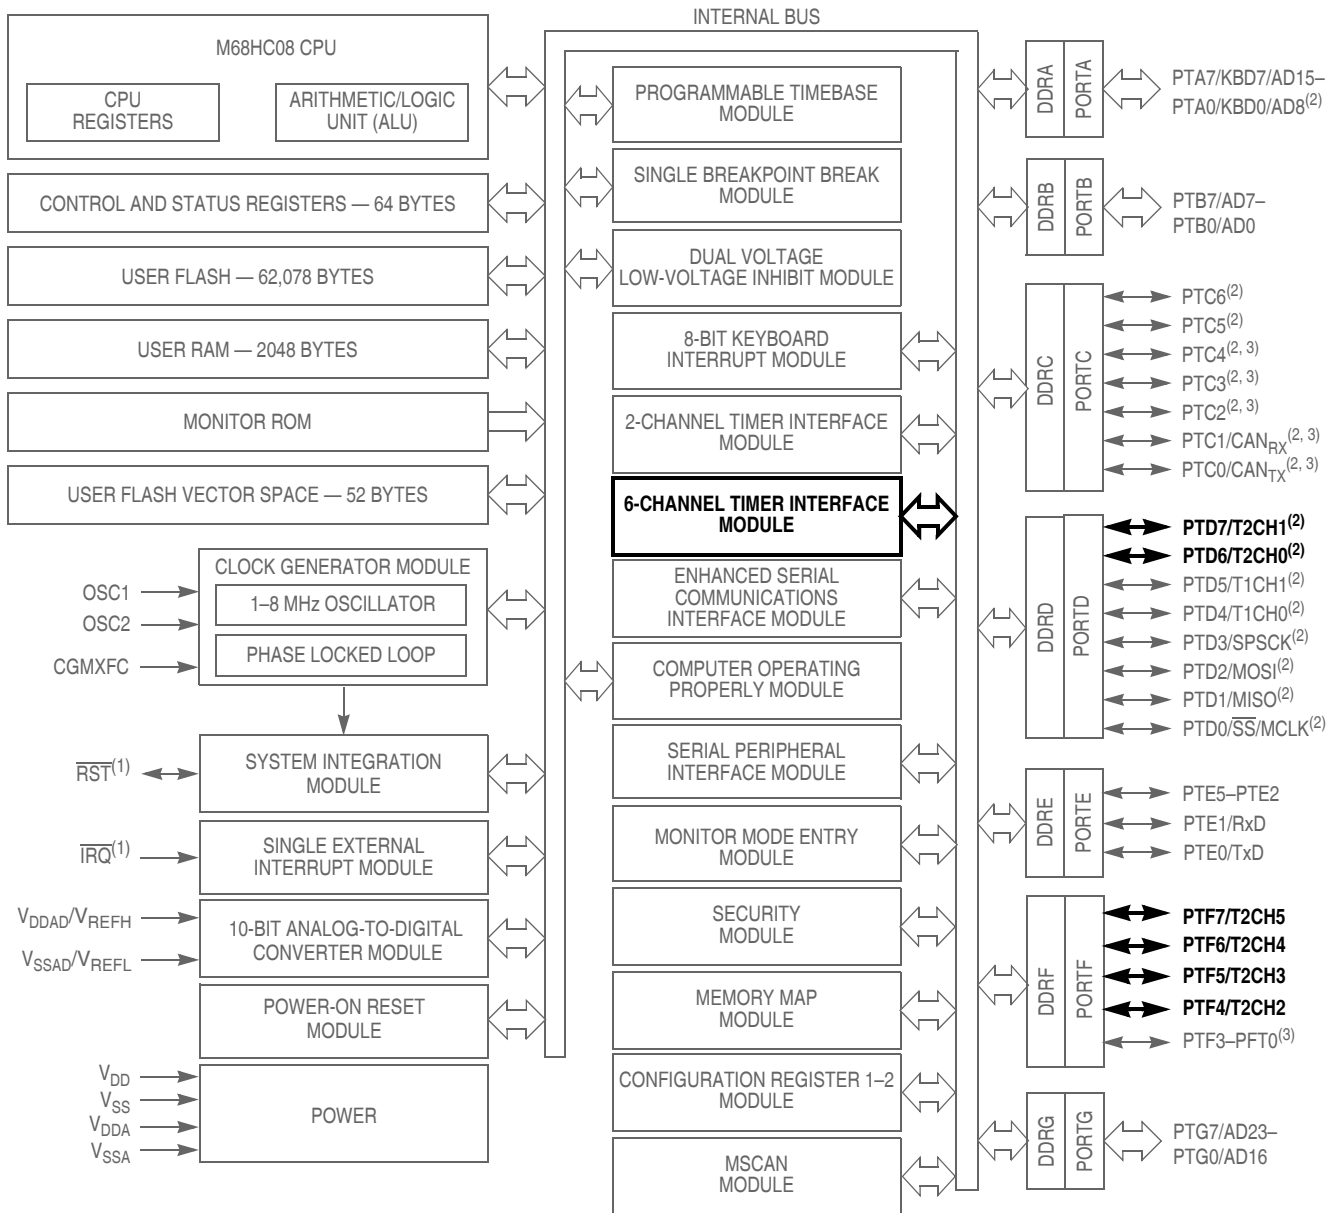 INTERNAL BUS
M68HC08 CPU
CPU
REGISTERS
ARITHMETIC/LOGIC
UNIT (ALU)
CONTROL AND STATUS REGISTERS — 64 BYTES
USER FLASH — 62,078 BYTES
USER RAM — 2048 BYTES
MONITOR ROM
USER FLASH VECTOR SPACE — 52 BYTES
CLOCK GENERATOR MODULE
1–8 MHz OSCILLATOR
PHASE LOCKED LOOP
OSC1
OSC2
CGMXFC
SYSTEM INTEGRATION
MODULE
RST(1)
SINGLE EXTERNAL
INTERRUPT MODULE
IRQ(1)
10-BIT ANALOG-TO-DIGITAL
CONVERTER MODULE
VDDAD/VREFH
VSSAD/VREFL
POWER-ON RESET
MODULE
POWER
VDD
VSS
VDDA
VSSA
PROGRAMMABLE TIMEBASE
MODULE
SINGLE BREAKPOINT BREAK
MODULE
DUAL VOLTAGE
LOW-VOLTAGE INHIBIT MODULE
8-BIT KEYBOARD
INTERRUPT MODULE
2-CHANNEL TIMER INTERFACE
MODULE
6-CHANNEL TIMER INTERFACE
MODULE
ENHANCED SERIAL
COMMUNICATIONS
INTERFACE MODULE
COMPUTER OPERATING
PROPERLY MODULE
SERIAL PERIPHERAL
INTERFACE MODULE
MONITOR MODE ENTRY
MODULE
SECURITY
MODULE
MEMORY MAP
MODULE
CONFIGURATION REGISTER 1–2
MODULE
MSCAN
MODULE
DDRA
PORTA
PTA7/KBD7/AD15–
PTA0/KBD0/AD8(2)
DDRB
PORTB
PTB7/AD7–
PTB0/AD0
DDRC
PORTC
PTC6(2)
PTC5(2)
PTC4(2, 3)
PTC3(2, 3)
PTC2(2, 3)
PTC1/CANRX(2, 3)
PTC0/CANTX(2, 3)
DDRD
PORTD
PTD7/T2CH1(2)
PTD6/T2CH0(2)
PTD5/T1CH1(2)
PTD4/T1CH0(2)
PTD3/SPSCK(2)
PTD2/MOSI(2)
PTD1/MISO(2)
PTD0/SS/MCLK(2)
DDRE
PORTE
PTE5–PTE2
PTE1/RxD
PTE0/TxD
DDRF
PORTF
PTF7/T2CH5
PTF6/T2CH4
PTF5/T2CH3
PTF4/T2CH2
PTF3–PFT0(3)
DDRG
PORTG
PTG7/AD23–
PTG0/AD16